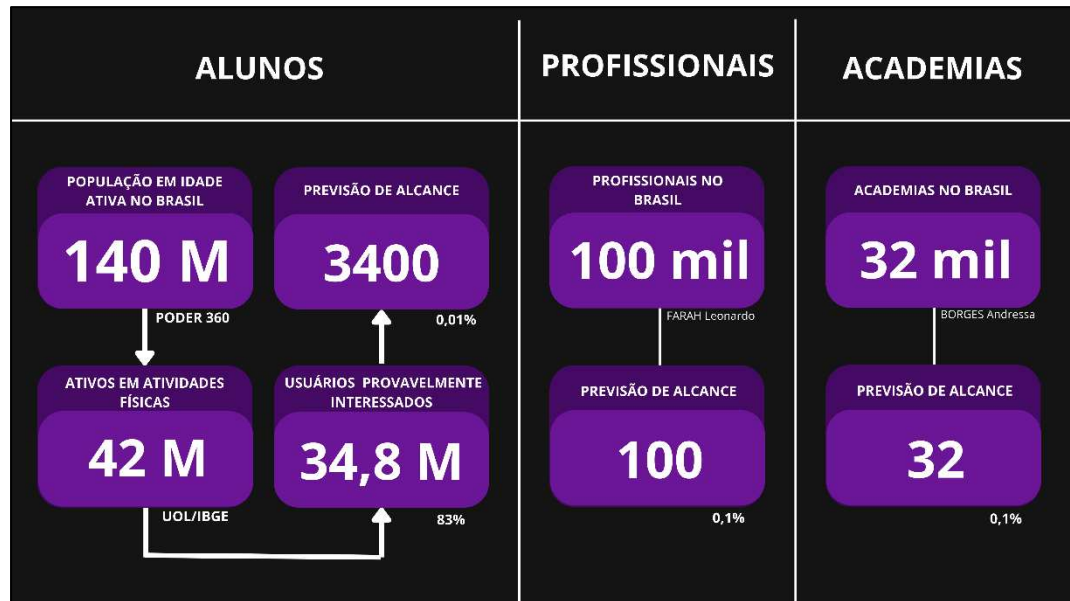 ALUNOS
PROFISSIONAIS
ACADEMIAS
POPULAÇÃO EM IDADE
ATIVA NO BRASIL
140 M
PODER 360
ATIVOS EM ATIVIDADES
FÍSICAS
42 M
UOL/IBGE
USUÁRIOS PROVAVELMENTE
INTERESSADOS
34,8 M
83%
PREVISÃO DE ALCANCE
3400
0,01%
PROFISSIONAIS NO
BRASIL
100 mil
FARAH Leonardo
PREVISÃO DE ALCANCE
100
0,1%
ACADEMIAS NO BRASIL
32 mil
BORGES Andressa
PREVISÃO DE ALCANCE
32
0,1%